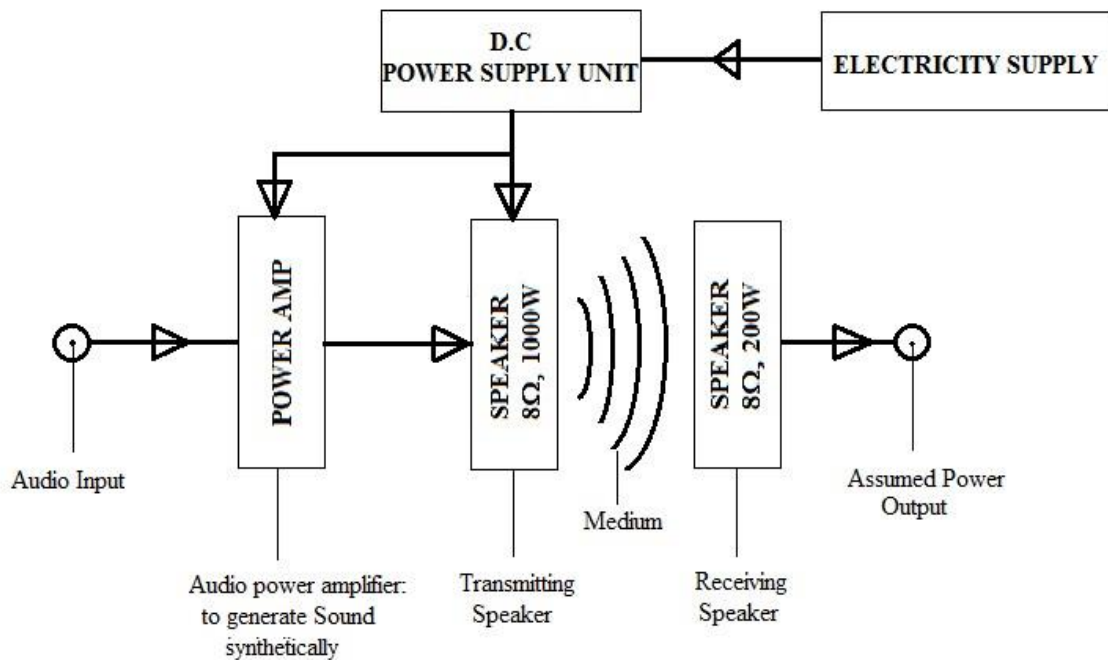 D.C
POWER SUPPLY UNIT
ELECTRICITY SUPPLY
POWER AMP
SPEAKER
8Ω, 1000W
SPEAKER
8Ω, 200W
Audio Input
Medium
Assumed Power
Output
Audio power amplifier:
to generate Sound
synthetically
Transmitting
Speaker
Receiving
Speaker